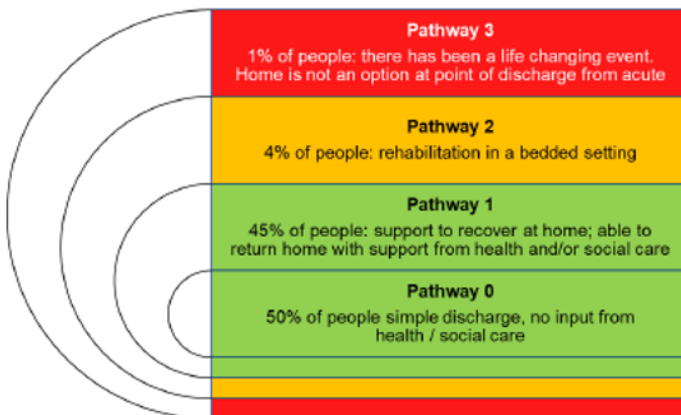 Pathway 3
1% of people: there has been a life changing event.
Home is not an option at point of discharge from acute
Pathway 2
4% of people: rehabilitation in a bedded setting
Pathway 1
45% of people: support to recover at home; able to
return home with support from health and/or social care
Pathway 0
50% of people simple discharge, no input from
health / social care